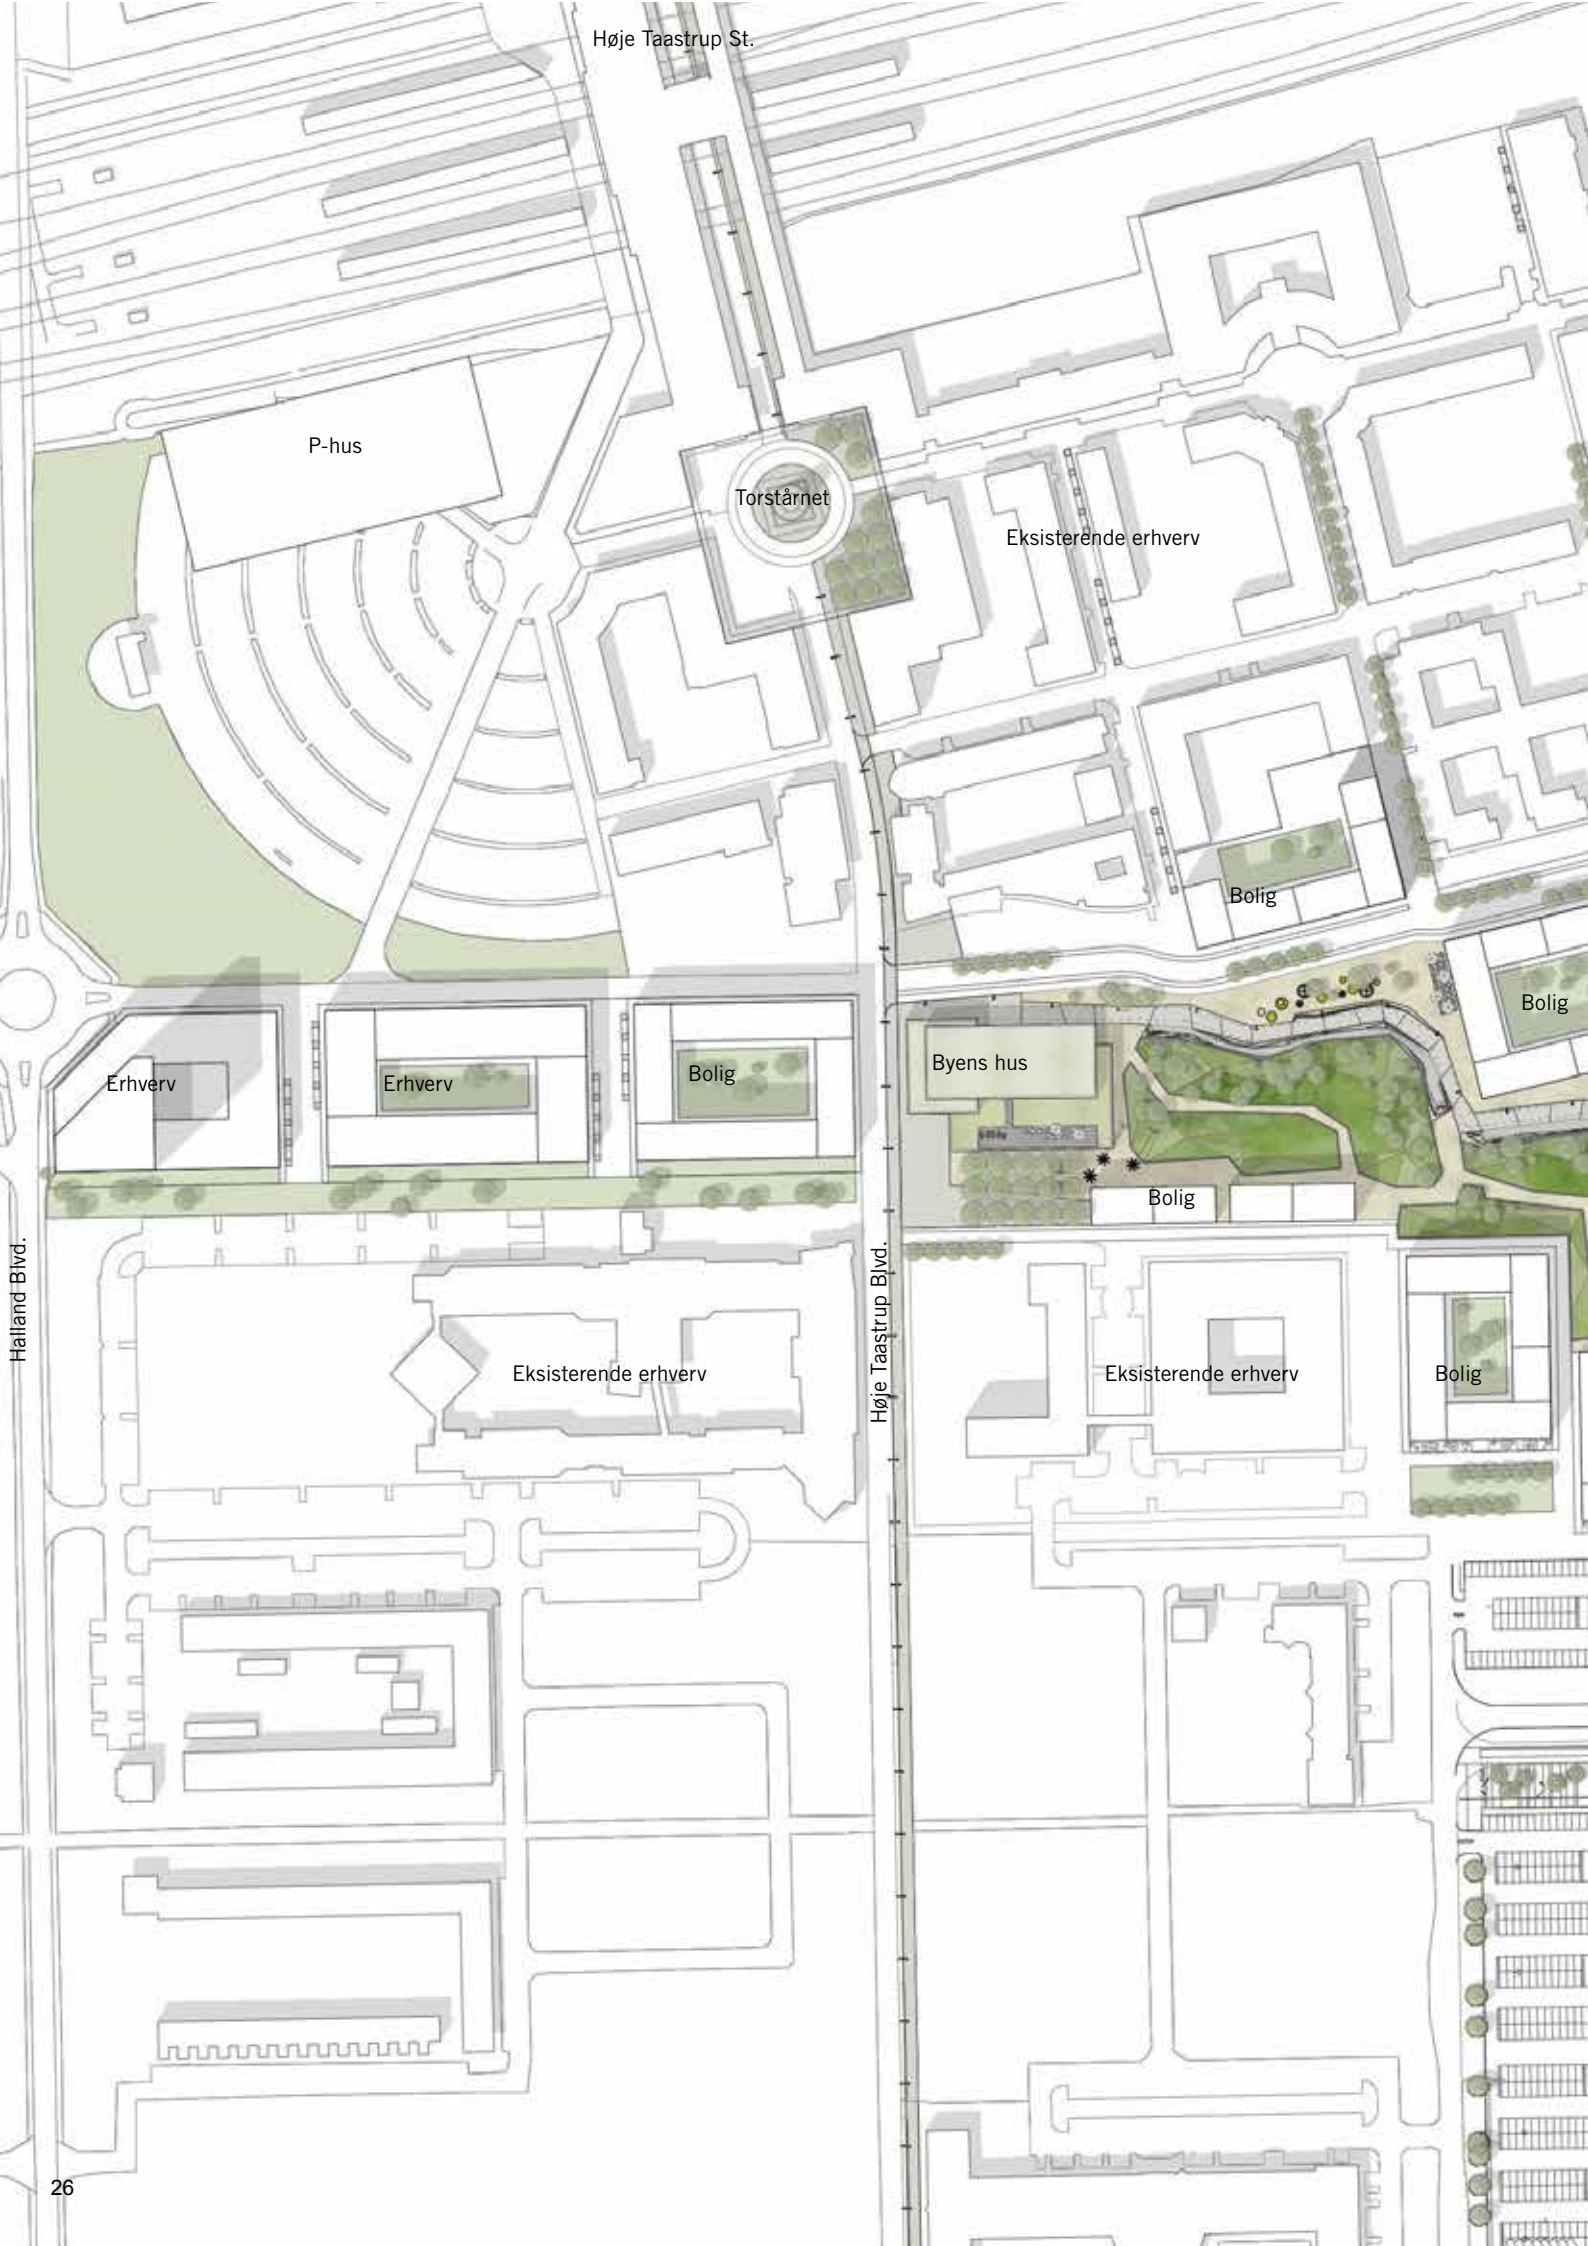 Høje Taastrup St.
P-hus
Torstårnet
Eksisterende erhverv
Bolig
Bolig
Byens hus
Bolig
Erhverv
Erhverv
Bolig
Halland Blvd.
Høje Taastrup Blvd.
Eksisterende erhverv
Eksisterende erhverv
Bolig
26